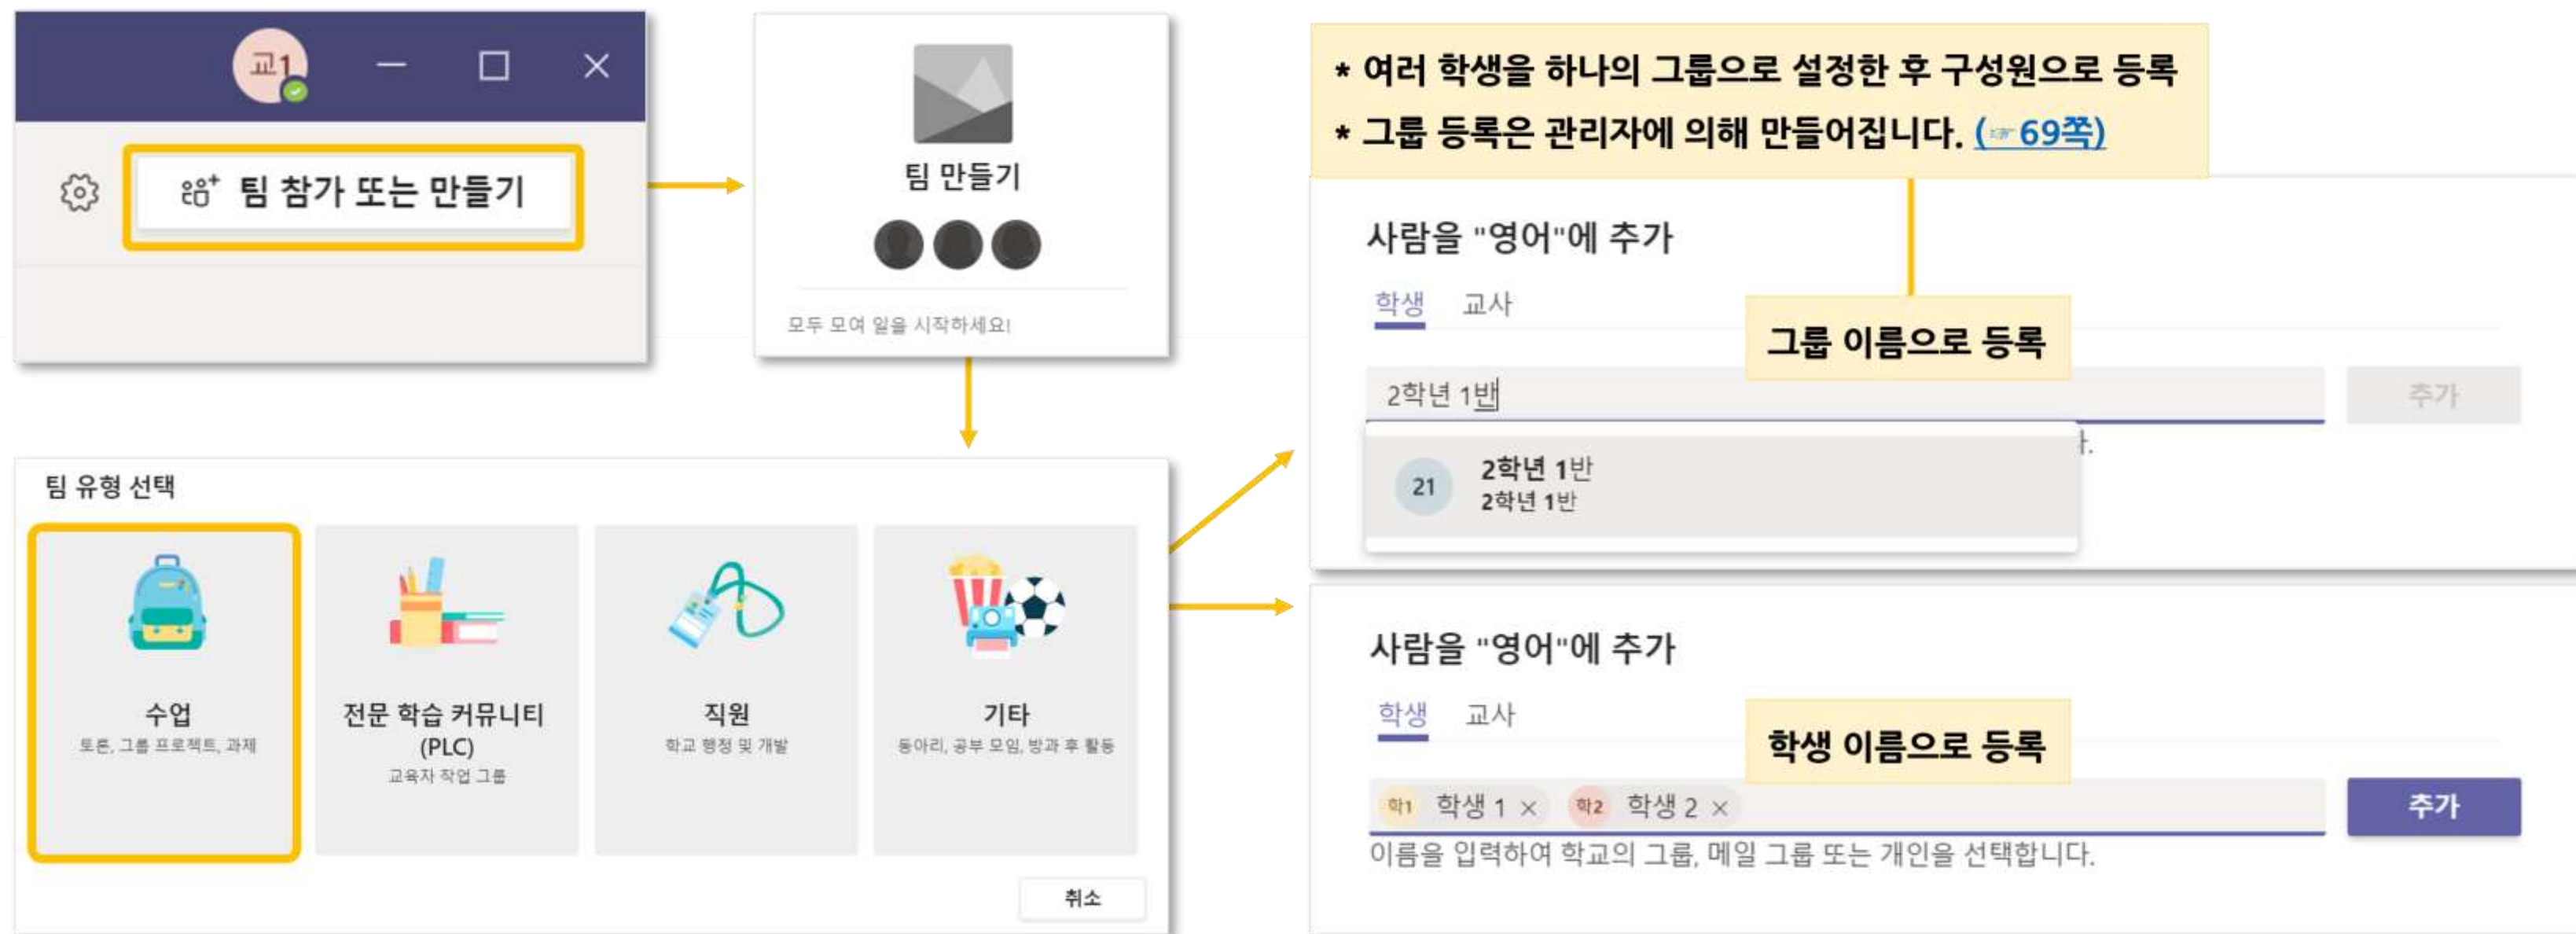 교1
팀 참가 또는 만들기
팀 만들기
모두 모여 일을 시작하세요!
팀 유형 선택
수업
토론, 그룹 프로젝트, 과제
전문 학습 커뮤니티
(PLC)
교육자 작업 그룹
직원
학교 행정 및 개발
기타
동아리, 공부 모임, 방과 후 활동
취소
* 여러 학생을 하나의 그룹으로 설정한 후 구성원으로 등록
* 그룹 등록은 관리자에 의해 만들어집니다. (☞69쪽)
사람을 "영어"에 추가
학생 교사
그룹 이름으로 등록
2학년 1반
추가
21
2학년 1반
2학년 1반
사람을 "영어"에 추가
학생 교사
학생 이름으로 등록
학1 학생 1 × 학2 학생 2 ×
추가
이름을 입력하여 학교의 그룹, 메일 그룹 또는 개인을 선택합니다.